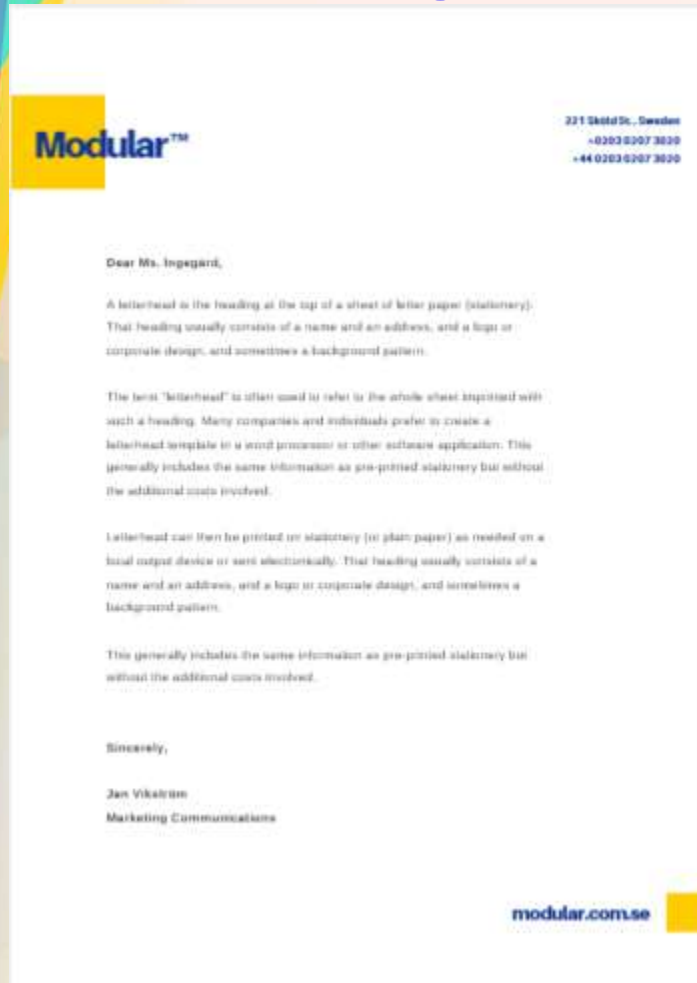 Modular™
221 Sköld St., Sweden
+0203 0207 3020
+44 0203 0207 3020
Dear Ms. Ingegärd,
A letterhead is the heading at the top of a sheet of letter paper (stationery).
That heading usually consists of a name and an address, and a logo or
corporate design, and sometimes a background pattern.
The term "letterhead" is often used to refer to the whole sheet imprinted with
such a heading. Many companies and individuals prefer to create a
letterhead template in a word processor or other software application. This
generally includes the same information as pre-printed stationery but without
the additional costs involved.
Letterhead can then be printed on stationery (or plain paper) as needed on a
local output device or sent electronically. That heading usually consists of a
name and an address, and a logo or corporate design, and sometimes a
background pattern.
This generally includes the same information as pre-printed stationery but
without the additional costs involved.
Sincerely,
Jan Vikström
Marketing Communications
modular.com.se